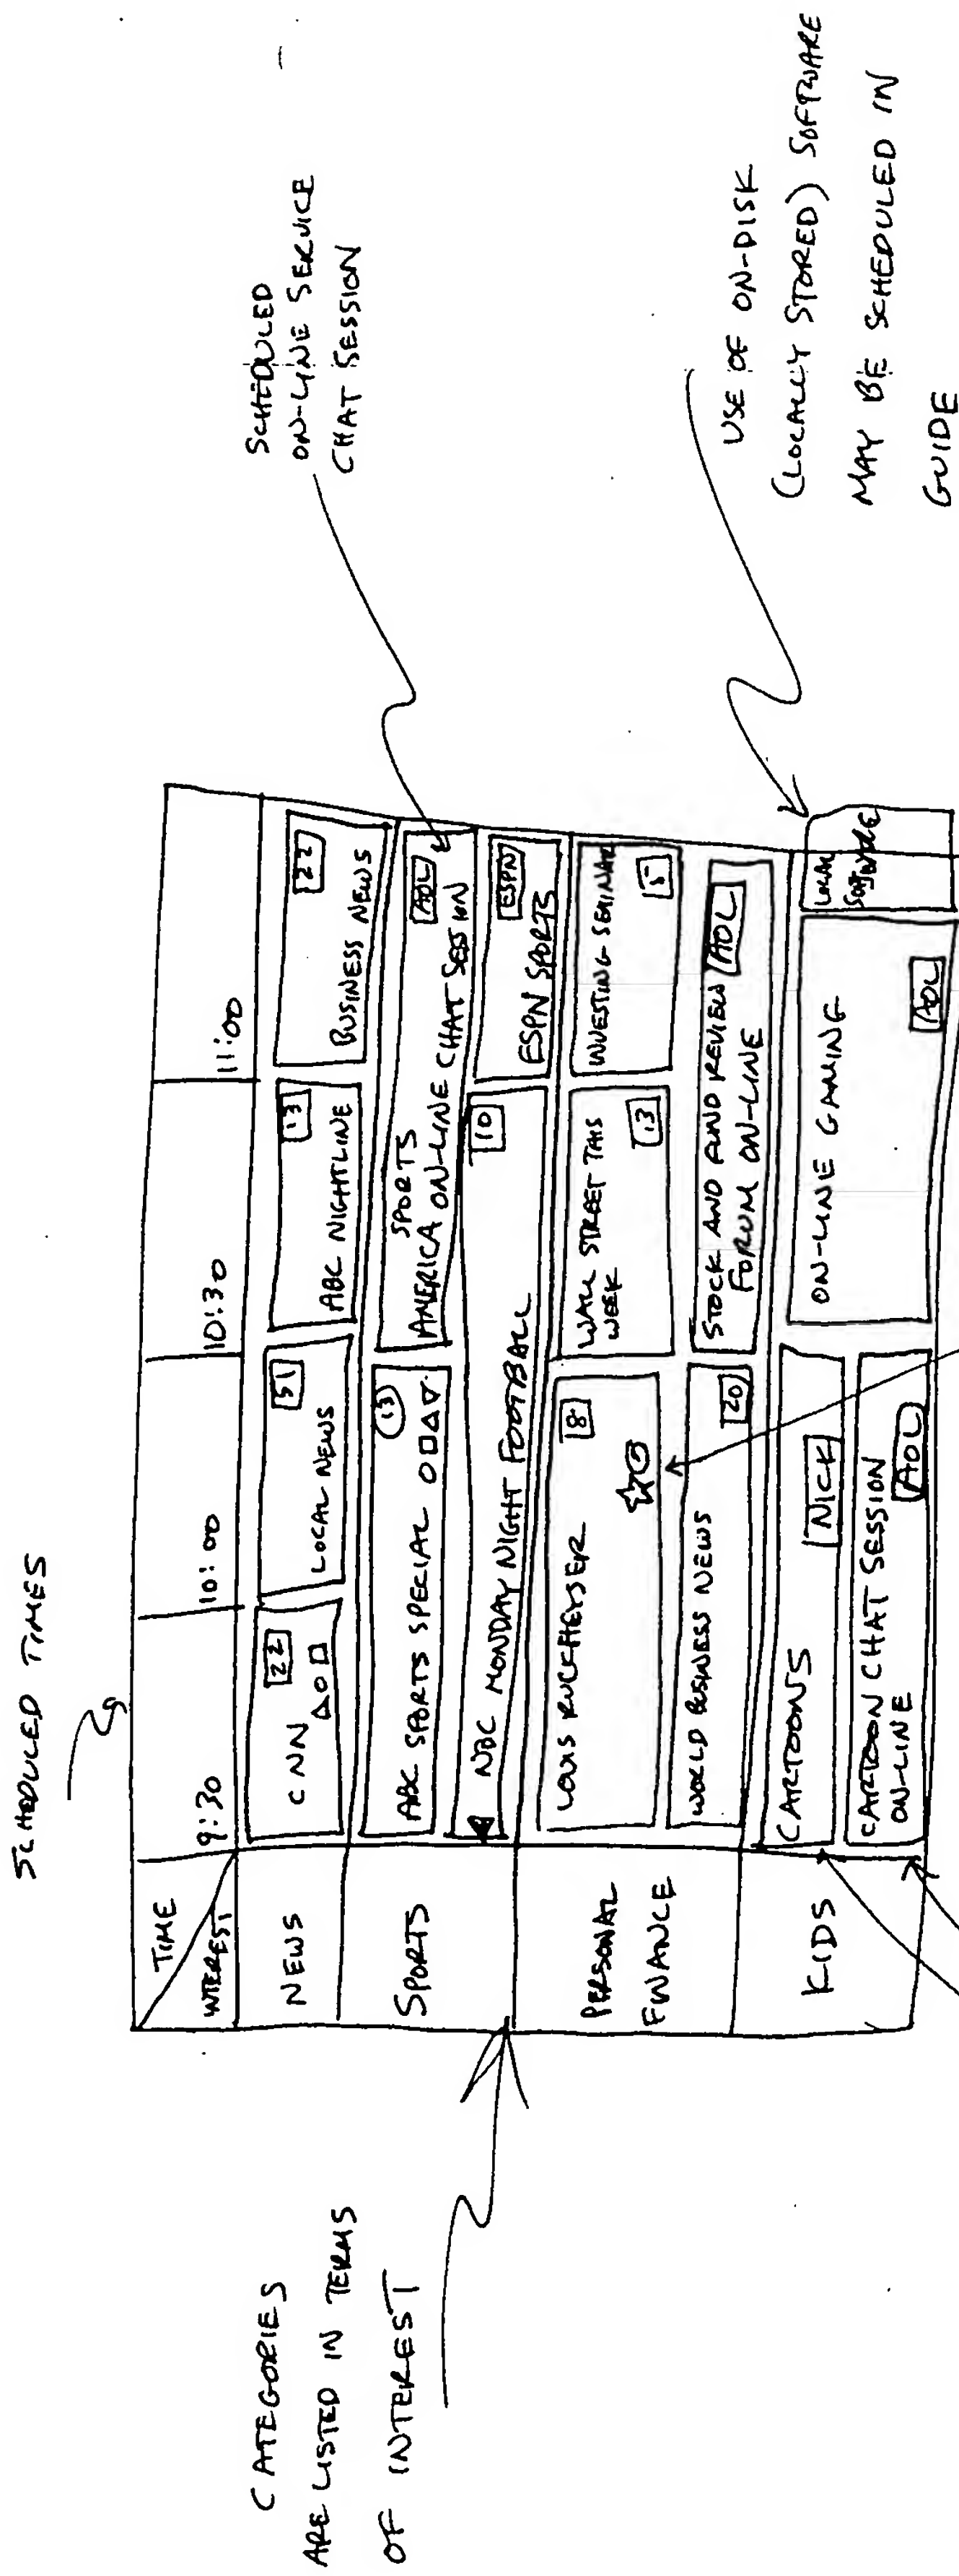 SCHEDULED TIMES
CATEGORIES
ARE LISTED IN TERMS
OF INTEREST
SCHEDULED
ON-LINE SERVICE
CHAT SESSION
USE OF ON-DISK
(LOCALLY STORED) SOFTWARE
MAY BE SCHEDULED IN
GUIDE
TIME
INTEREST
9:30
10:00
10:30
11:00
NEWS
CNN
22
LOCAL NEWS
51
ABC NIGHTLINE
13
BUSINESS NEWS
22
SPORTS
ABC SPORTS SPECIAL
13
SPORTS
AMERICA ON-LINE CHAT SESSION
AOL
NBC MONDAY NIGHT FOOTBALL
10
ESPN SPORTS
ESPN
PERSONAL
FINANCE
LOUIS RUCKHEYSER
18
WALL STREET THIS
WEEK
13
INVESTING SEMINAR
5
WORLD BUSINESS NEWS
20
STOCK AND FUND REVIEW
FORUM ON-LINE
AOL
KIDS
CARTOONS
NICK
CARTOON CHAT SESSION
ON-LINE
AOL
ON-LINE GAMING
AOL
LOCAL
SOFTWARE